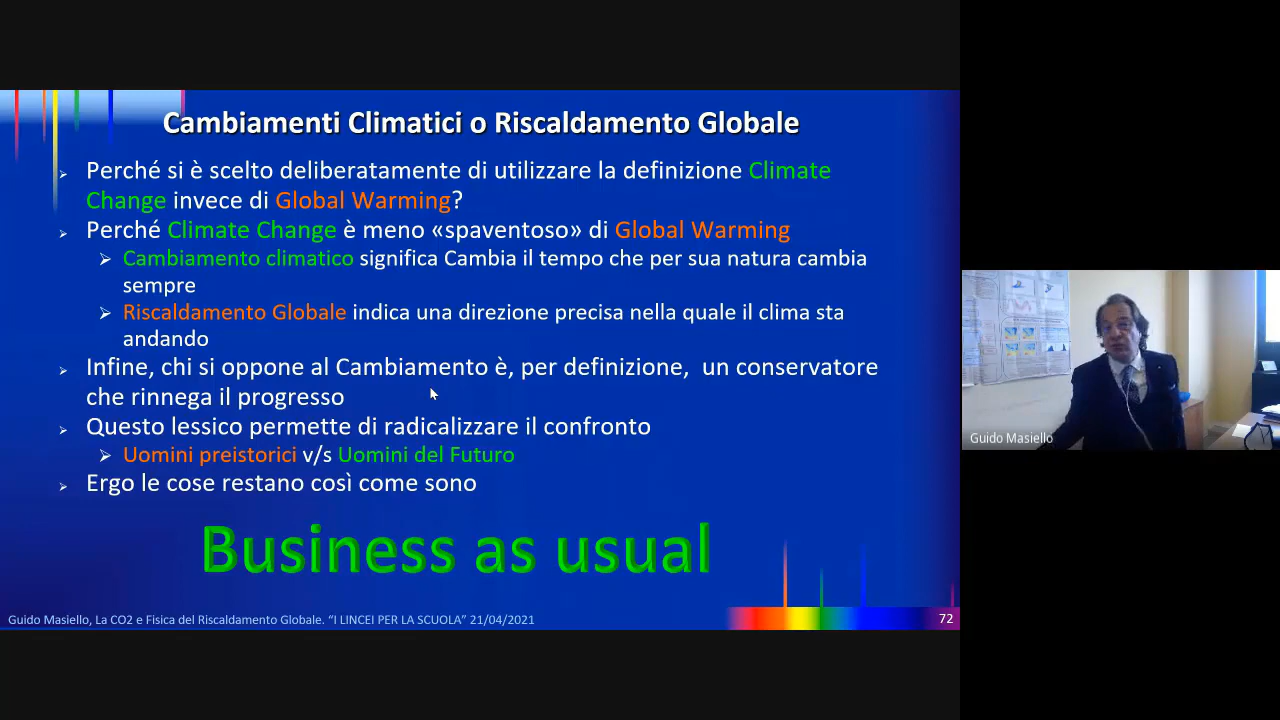 Cambiamenti Climatici o Riscaldamento Globale
Perché si è scelto deliberatamente di utilizzare la definizione Climate
Change invece di Global Warming?
Perché Climate Change è meno «spaventoso» di Global Warming
Cambiamento climatico significa Cambia il tempo che per sua natura cambia
sempre
Riscaldamento Globale indica una direzione precisa nella quale il clima sta
andando
Infine, chi si oppone al Cambiamento è, per definizione, un conservatore
che rinnega il progresso
Questo lessico permette di radicalizzare il confronto
Uomini preistorici v/s Uomini del Futuro
Ergo le cose restano così come sono
Business as usual
Guido Masiello, La CO2 e Fisica del Riscaldamento Globale. “I LINCEI PER LA SCUOLA” 21/04/2021
72
Guido Masiello